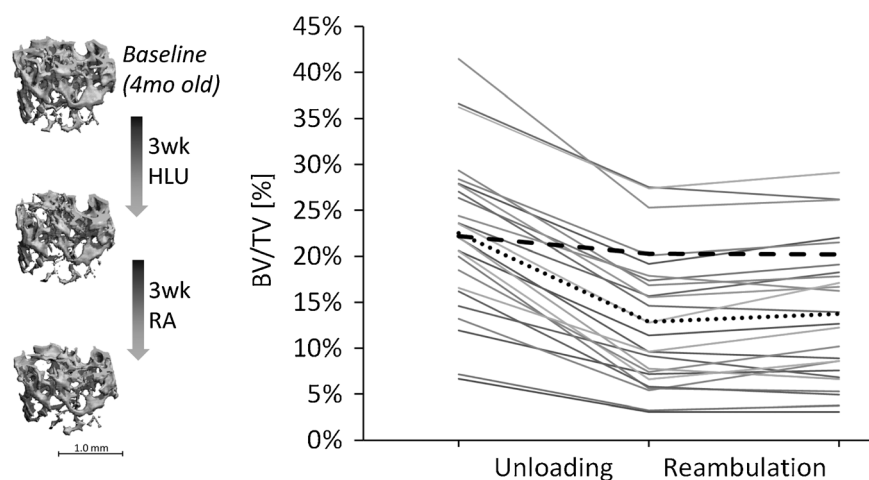 Baseline
(4mo old)
3wk
HLU
3wk
RA
1.0 mm
BV/TV [%]
45%
40%
35%
30%
25%
20%
15%
10%
5%
0%
Unloading
Reambulation